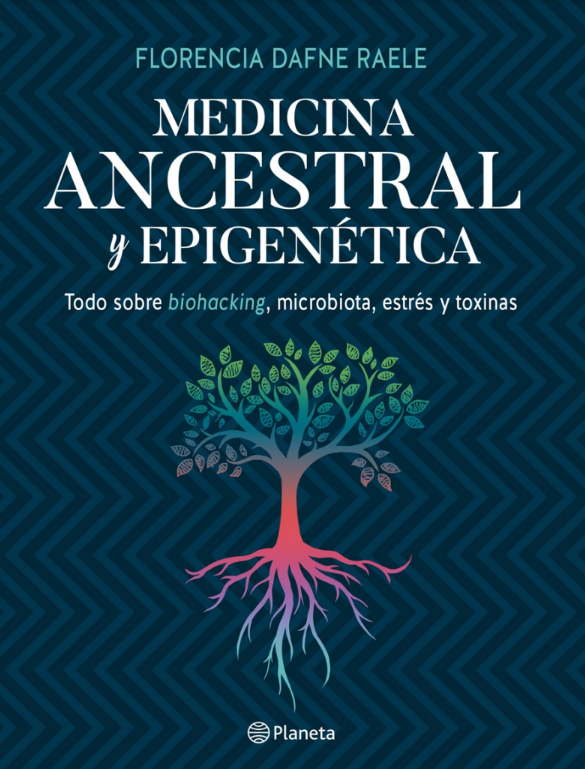 FLORENCIA DAFNE RAELE
MEDICINA
ANCESTRAL
y EPIGENÉTICA
Todo sobre biohacking, microbiota, estrés y toxinas
Planeta